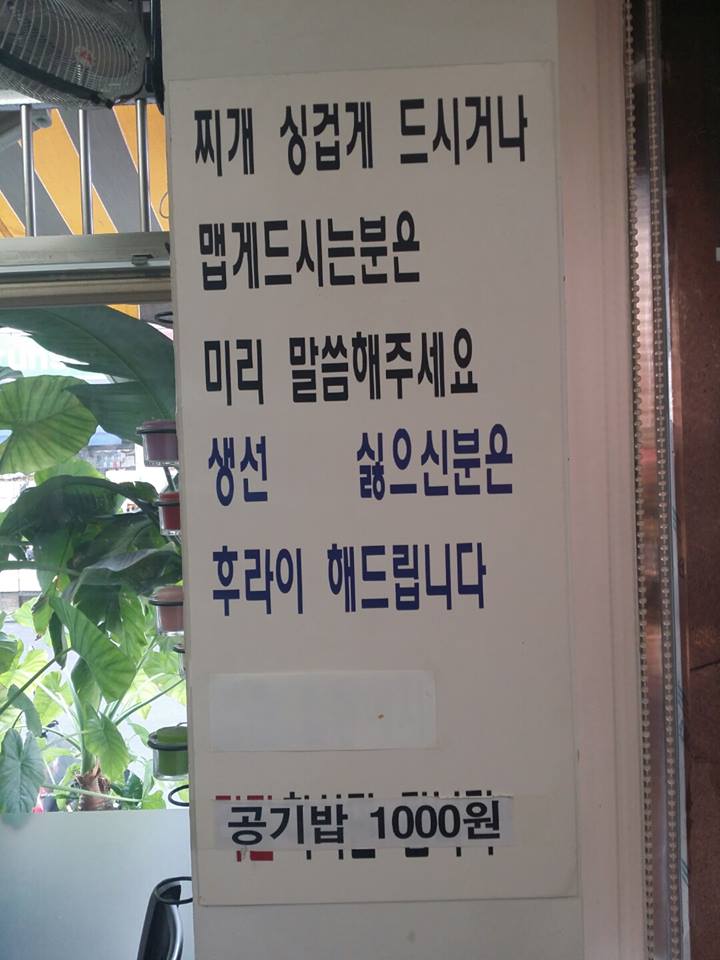 찌개 싱겁게 드시거나
맵게드시는분은
미리 말씀해주세요
생선 싫으신분은
후라이 해드립니다
공기밥 1000원